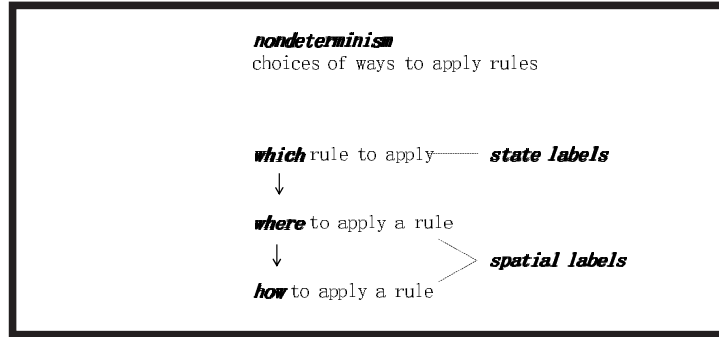 nondeterminism
choices of ways to apply rules
which rule to apply state labels
where to apply a rule
spatial labels
how to apply a rule